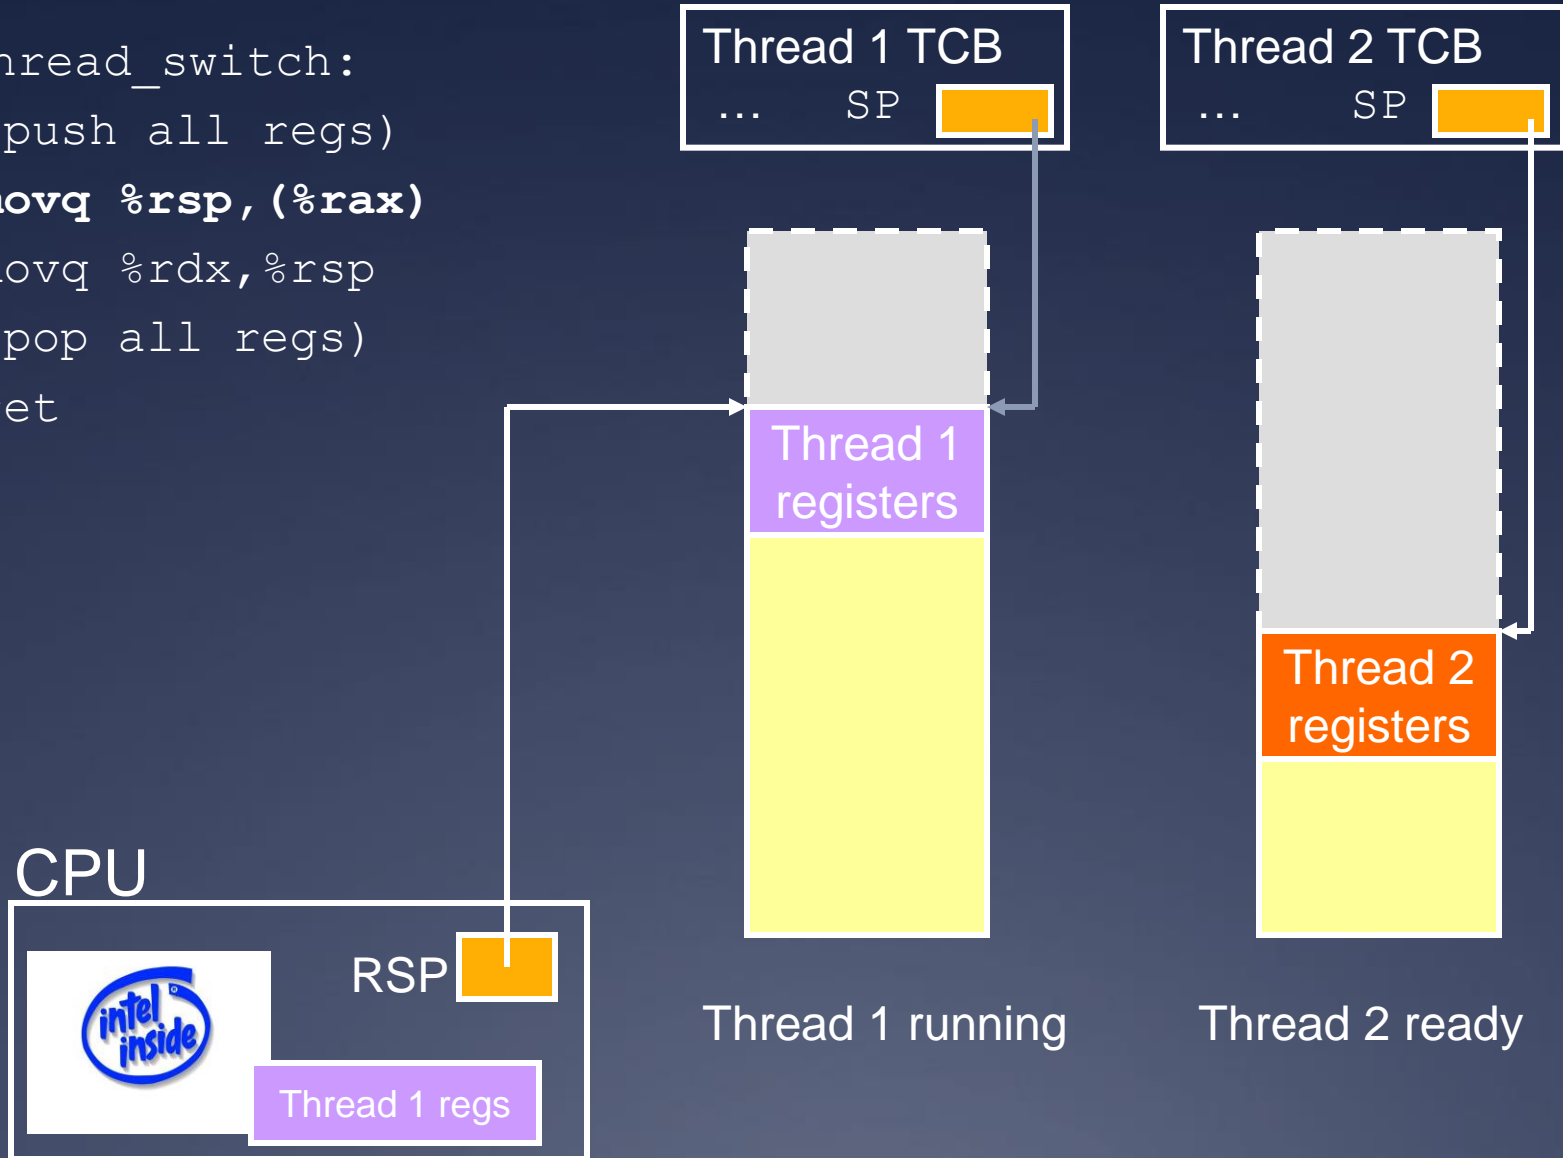 hread_switch:
push all regs)
ovq %rsp,(%rax)
ovq %rdx,%rsp
pop all regs)
et
Thread 1 TCB
... SP
Thread 2 TCB
... SP
Thread 1
registers
Thread 2
registers
CPU
RSP
intel
inside
®
Thread 1 regs
Thread 1 running
Thread 2 ready